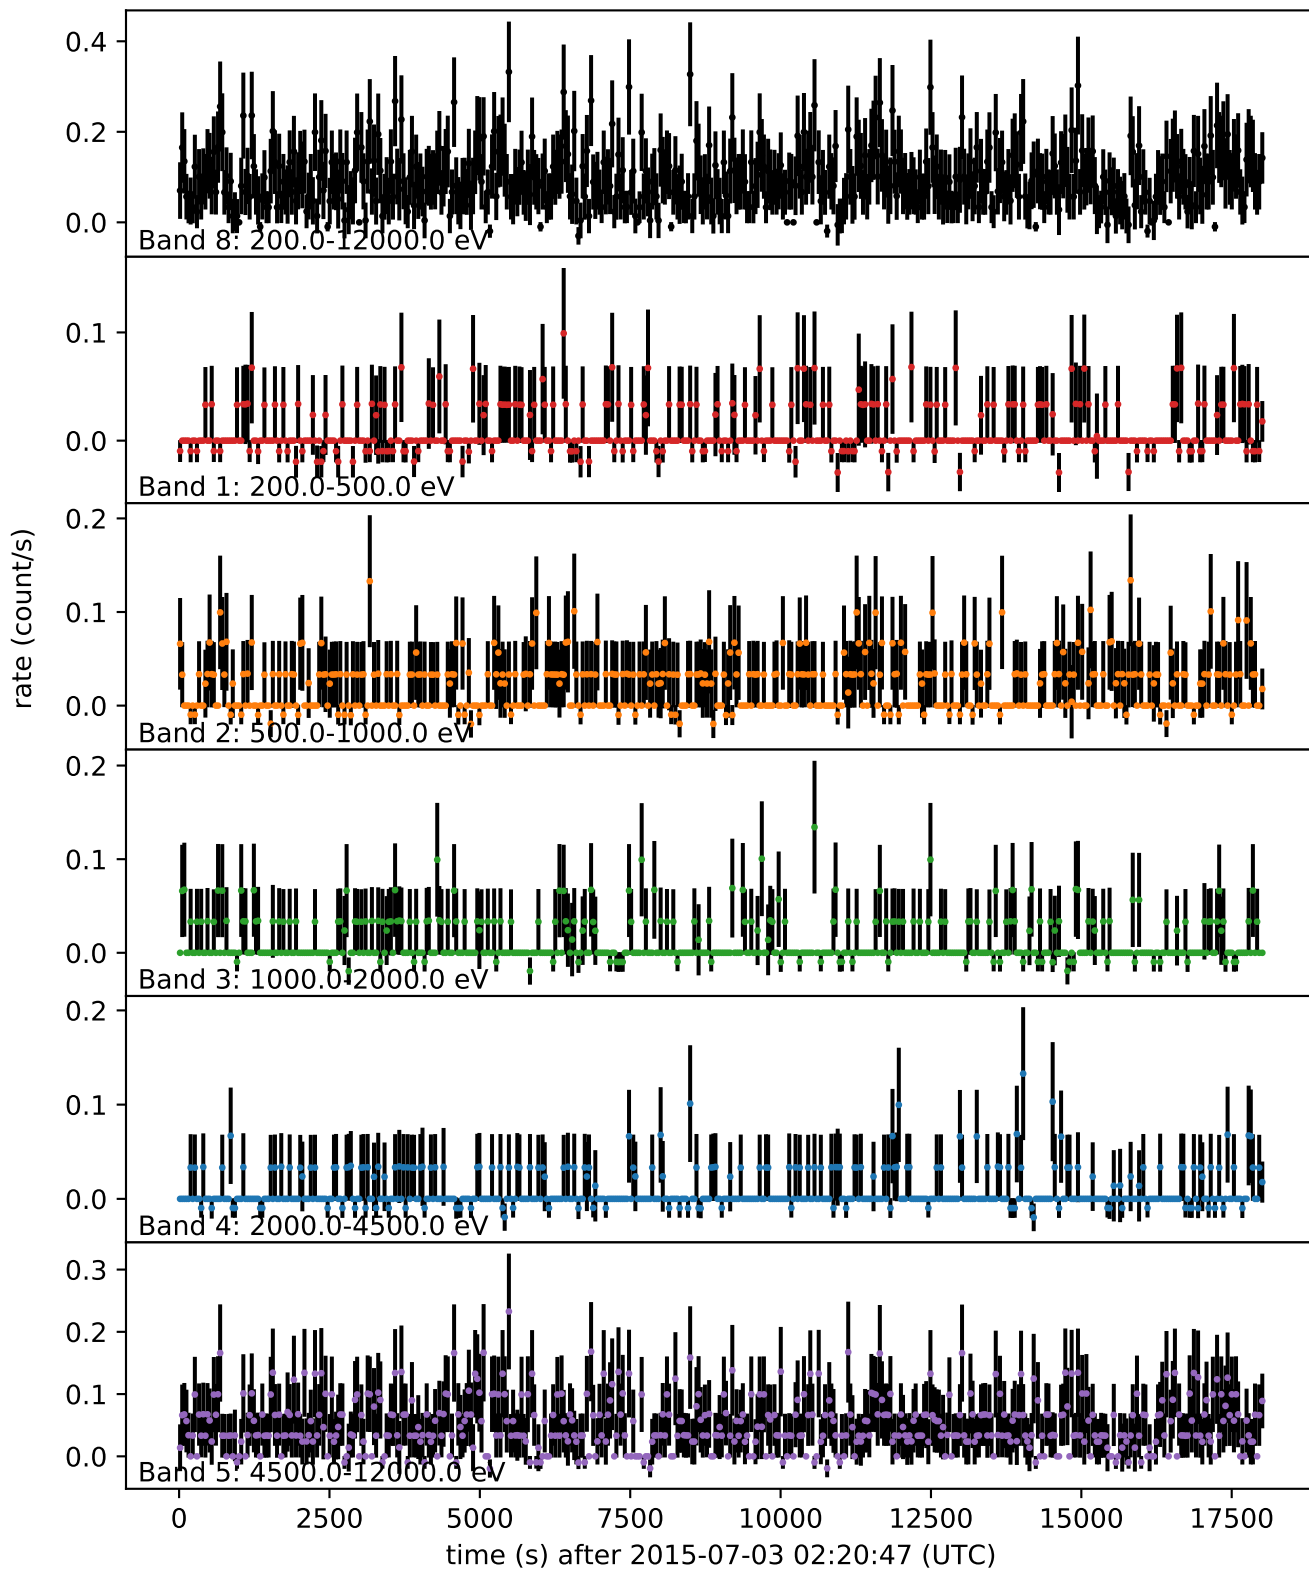 0.4
0.2
0.0
Band 8: 200.0-12000.0 eV
0.1
0.0
Band 1: 200.0-500.0 eV
0.2
0.1
0.0
Band 2: 500.0-1000.0 eV
rate (count/s)
0.2
0.1
0.0
Band 3: 1000.0-2000.0 eV
0.2
0.1
0.0
Band 4: 2000.0-4500.0 eV
0.3
0.2
0.1
0.0
Band 5: 4500.0-12000.0 eV
0 2500 5000 7500 10000 12500 15000 17500
time (s) after 2015-07-03 02:20:47 (UTC)